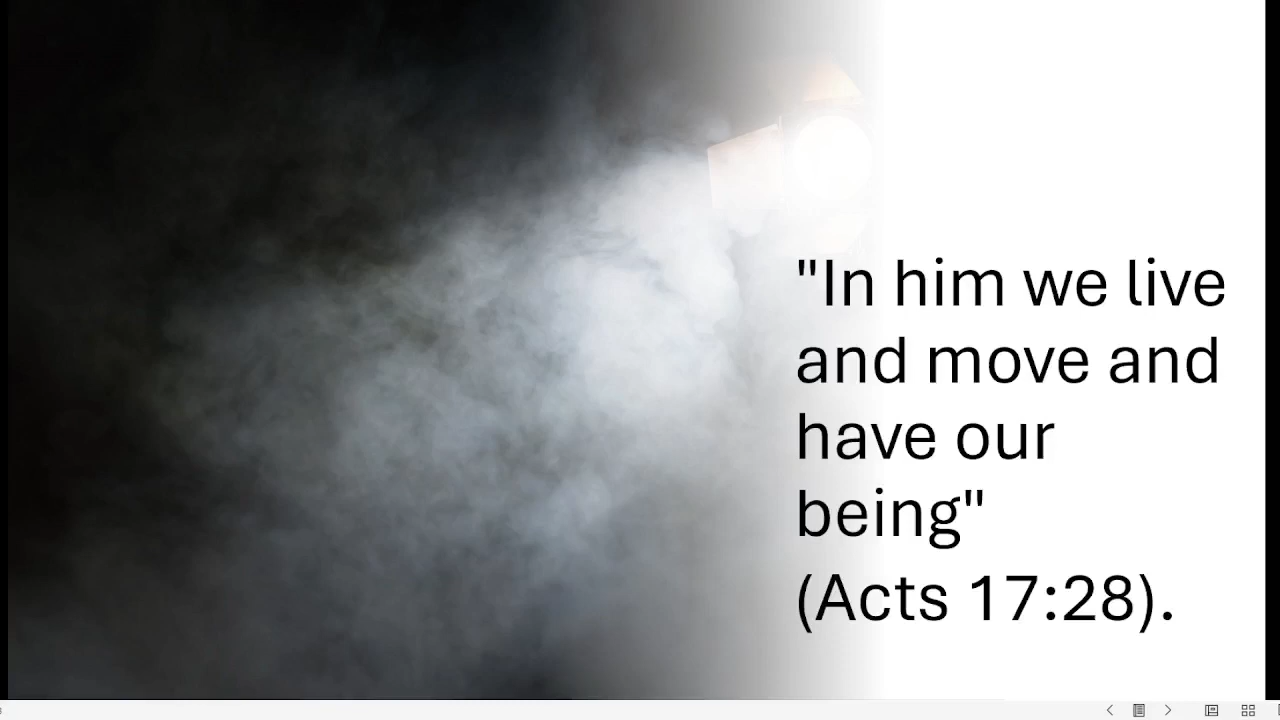 "In him we live
and move and
have our
being"
(Acts 17:28).